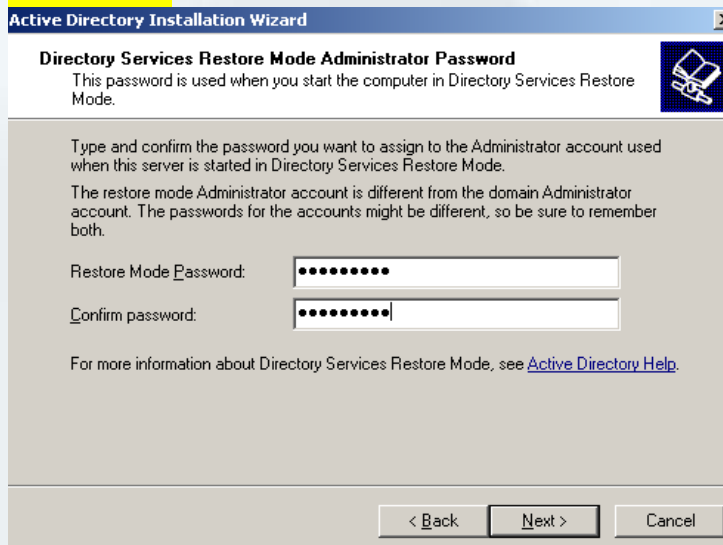 Active Directory Installation Wizard
Directory Services Restore Mode Administrator Password
This password is used when you start the computer in Directory Services Restore
Mode.
Type and confirm the password you want to assign to the Administrator account used
when this server is started in Directory Services Restore Mode.
The restore mode Administrator account is different from the domain Administrator
account. The passwords for the accounts might be different, so be sure to remember
both.
Restore Mode Password: •••••••••
Confirm password: •••••••••
For more information about Directory Services Restore Mode, see Active Directory Help.
< Back Next > Cancel